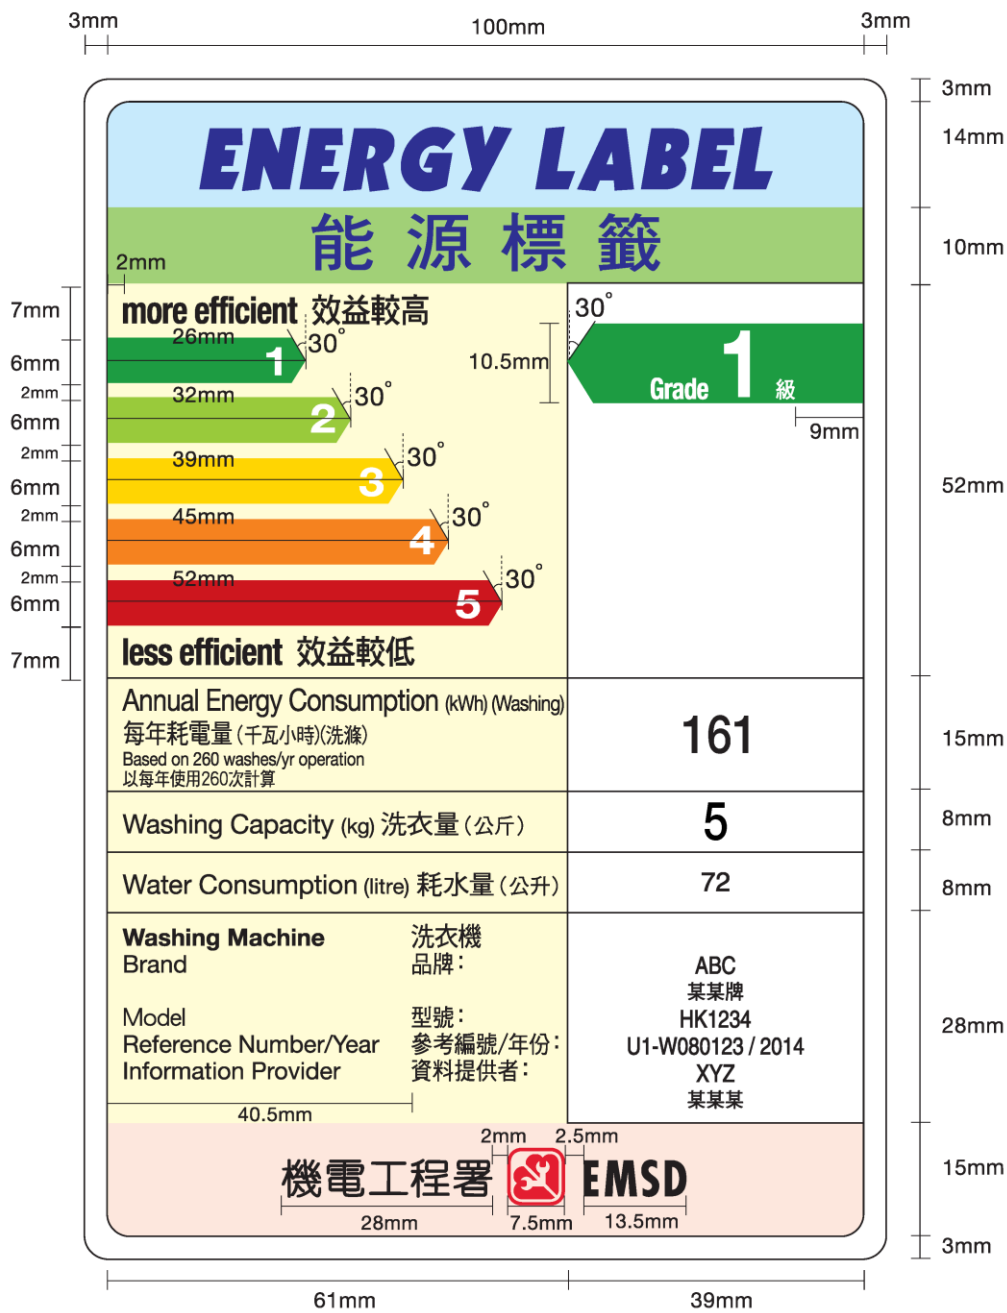 3mm 100mm 3mm
3mm
ENERGY LABEL
14mm
能源標籤
10mm
2mm
7mm
more efficient 效益較高
30°
26mm 30°
6mm
1
10.5mm
Grade 1 級
2mm
32mm 30°
6mm
2
9mm
2mm
39mm 30°
6mm
3
52mm
2mm
45mm 30°
6mm
4
2mm
52mm 30°
6mm
5
7mm
less efficient 效益較低
Annual Energy Consumption (kWh) (Washing)
每年耗電量(千瓦小時)(洗滌)
Based on 260 washes/yr operation
以每年使用260次計算
161
15mm
Washing Capacity (kg) 洗衣量(公斤)
5
8mm
Water Consumption (litre) 耗水量(公升)
72
8mm
Washing Machine 洗衣機
Brand 品牌: ABC
某某牌
Model 型號: HK1234
28mm
Reference Number/Year 參考編號/年份: U1-W080123 / 2014
Information Provider 資料提供者: XYZ
某某某
40.5mm
2mm 2.5mm
機電工程署 EMSD
15mm
28mm 7.5mm 13.5mm
3mm
61mm 39mm